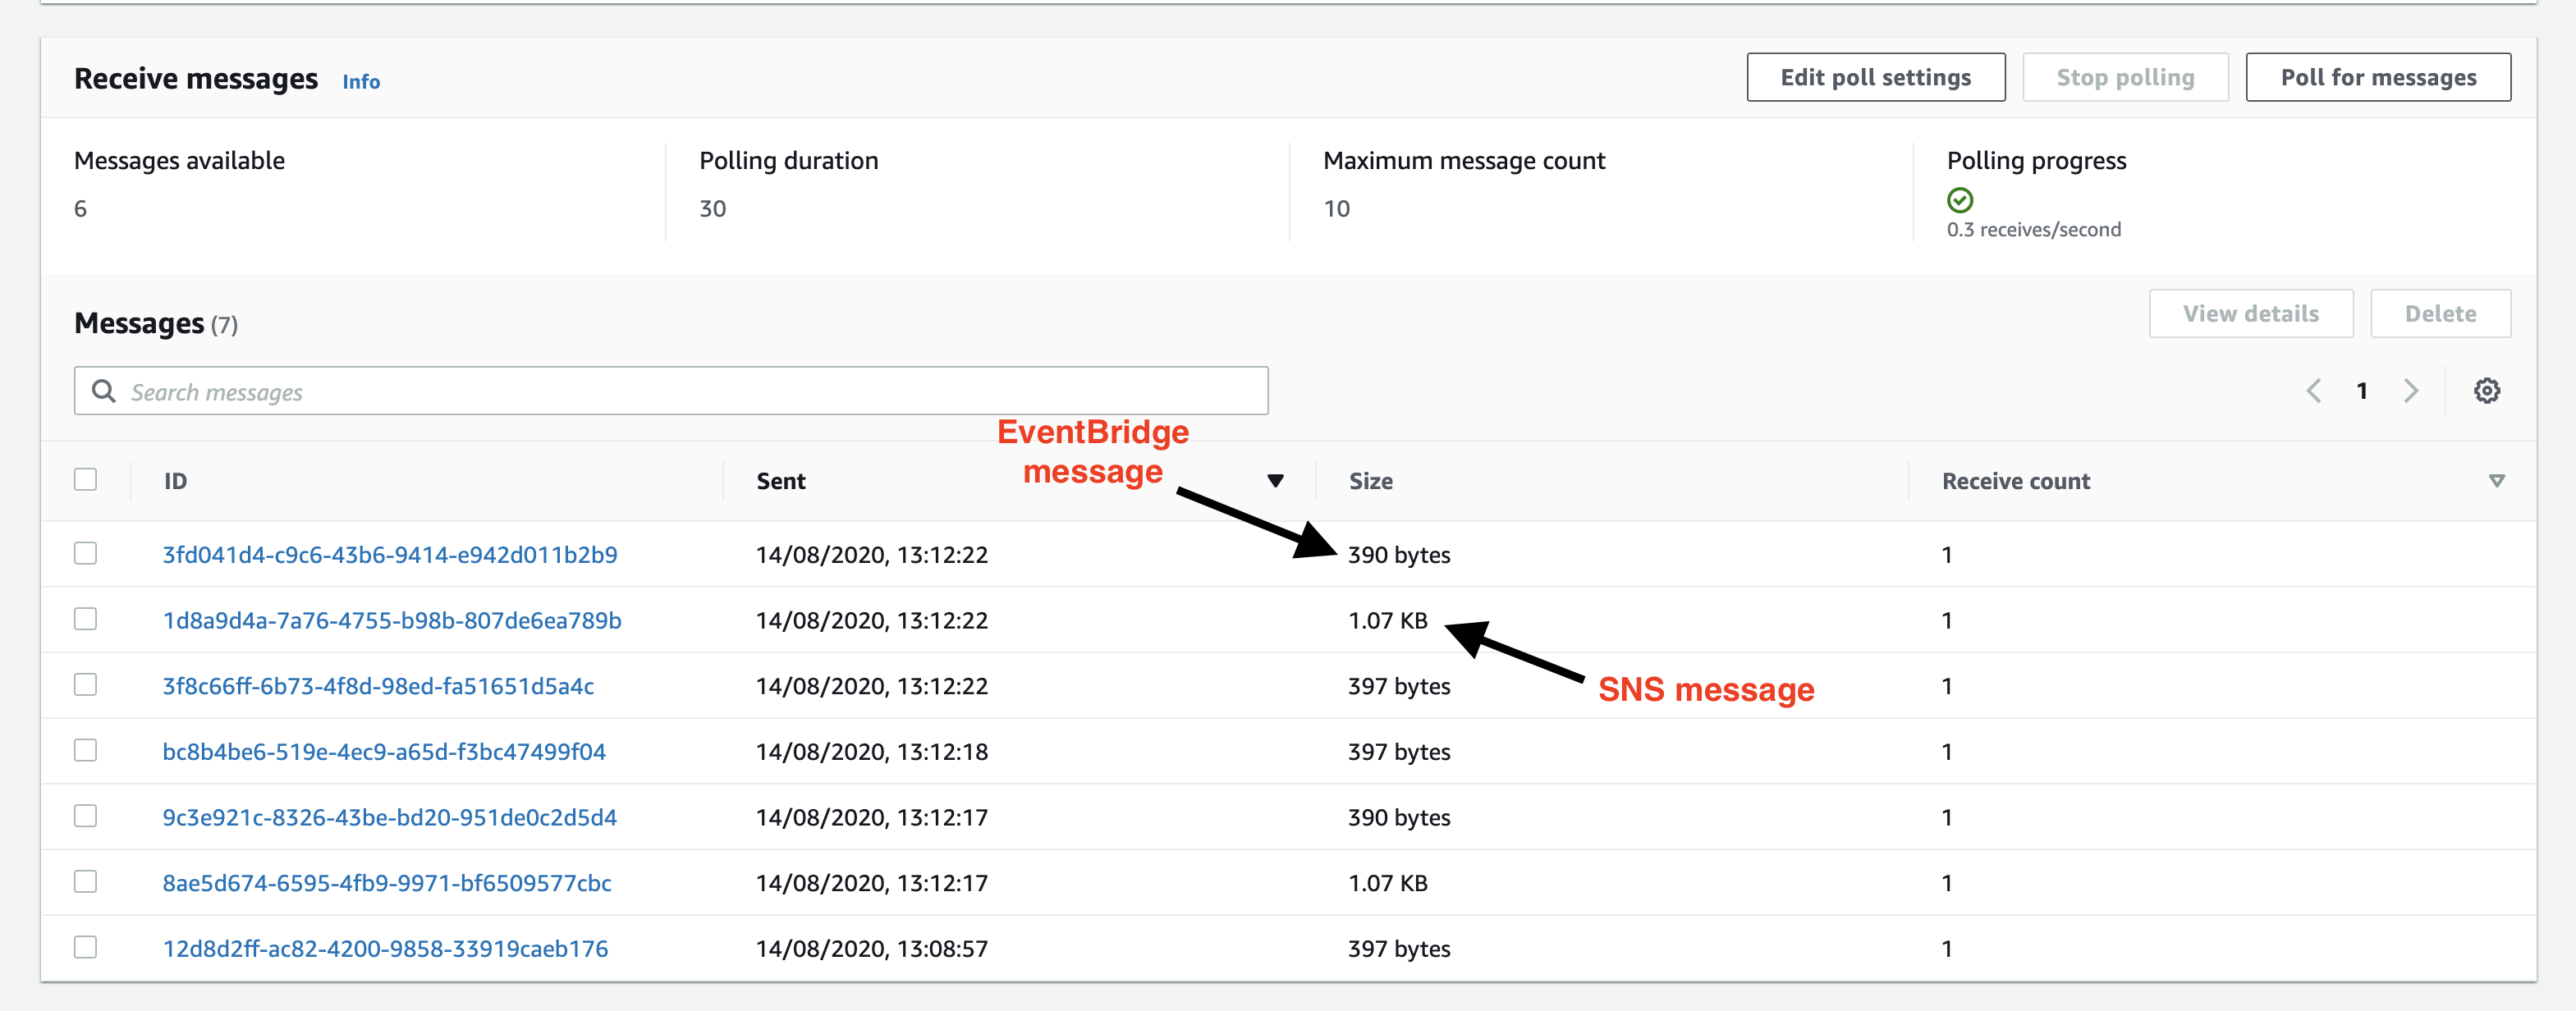 Receive messages Info Edit poll settings Stop polling Poll for messages
Messages available Polling duration Maximum message count Polling progress
6 30 10
0.3 receives/second
Messages (7) View details Delete
Search messages 1
EventBridge
message
ID Sent Size Receive count
3fd041d4-c9c6-43b6-9414-e942d011b2b9 14/08/2020, 13:12:22 390 bytes 1
1d8a9d4a-7a76-4755-b98b-807de6ea789b 14/08/2020, 13:12:22 1.07 KB 1
3f8c66ff-6b73-4f8d-98ed-fa51651d5a4c 14/08/2020, 13:12:22 397 bytes 1
SNS message
bc8b4be6-519e-4ec9-a65d-f3bc47499f04 14/08/2020, 13:12:18 397 bytes 1
9c3e921c-8326-43be-bd20-951de0c2d5d4 14/08/2020, 13:12:17 390 bytes 1
8ae5d674-6595-4fb9-9971-bf6509577cbc 14/08/2020, 13:12:17 1.07 KB 1
12d8d2ff-ac82-4200-9858-33919caeb176 14/08/2020, 13:08:57 397 bytes 1